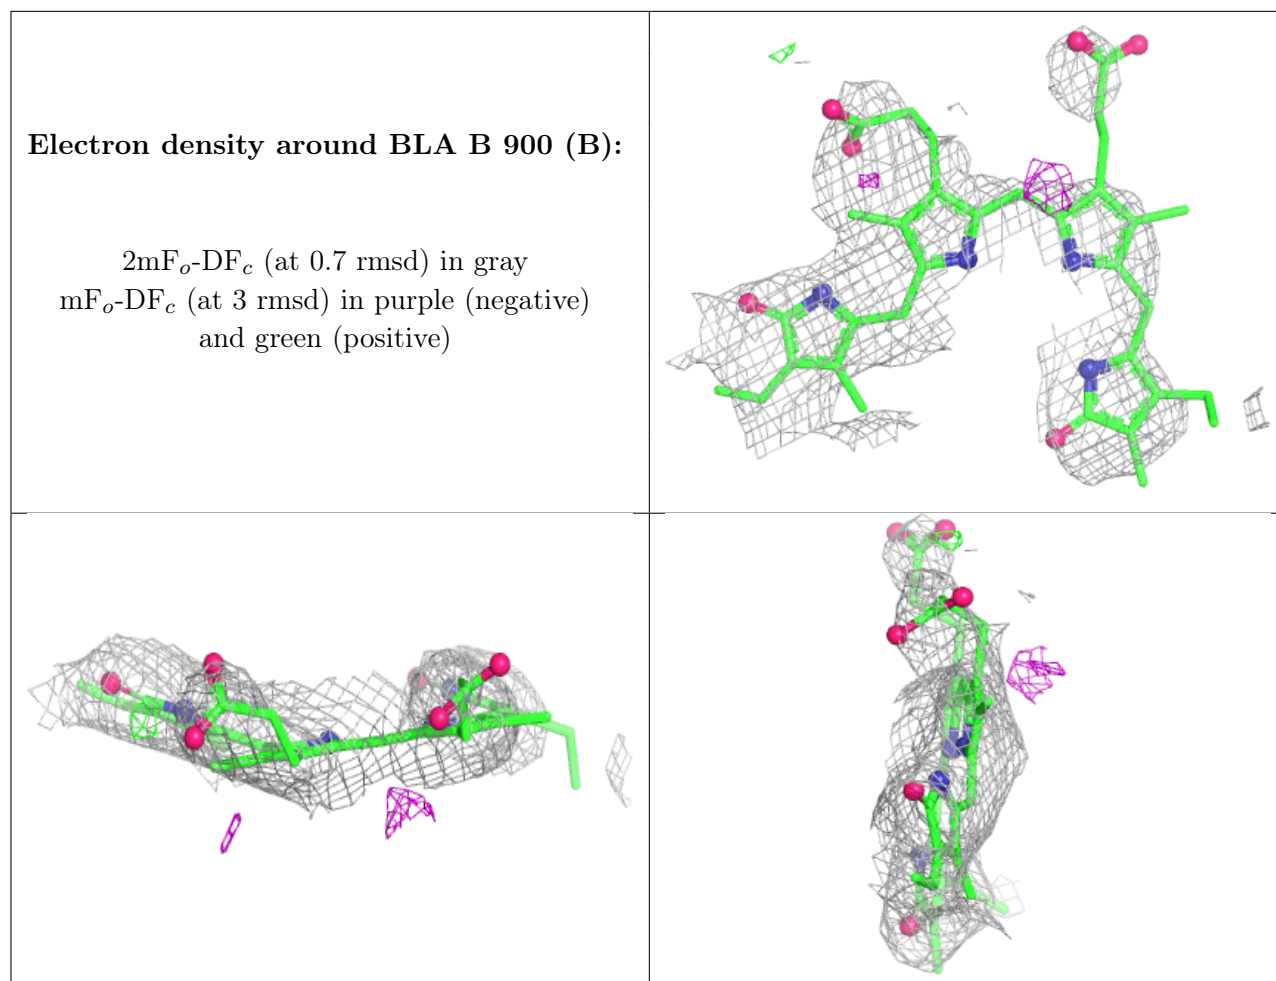 Electron density around BLA B 900 (B):
2mFo-DFc (at 0.7 rmsd) in gray
mFo-DFc (at 3 rmsd) in purple (negative)
and green (positive)